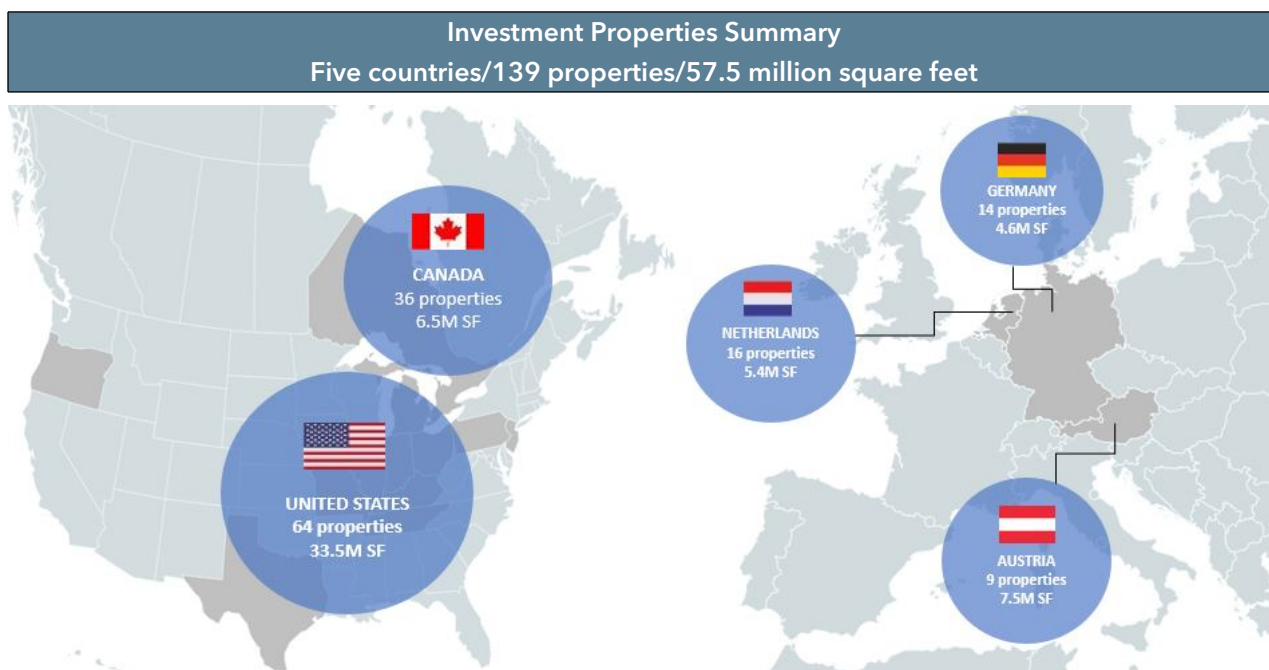 Investment Properties Summary
Five countries/139 properties/57.5 million square feet
CANADA
36 properties
6.5M SF
UNITED STATES
64 properties
33.5M SF
GERMANY
14 properties
4.6M SF
NETHERLANDS
16 properties
5.4M SF
AUSTRIA
9 properties
7.5M SF